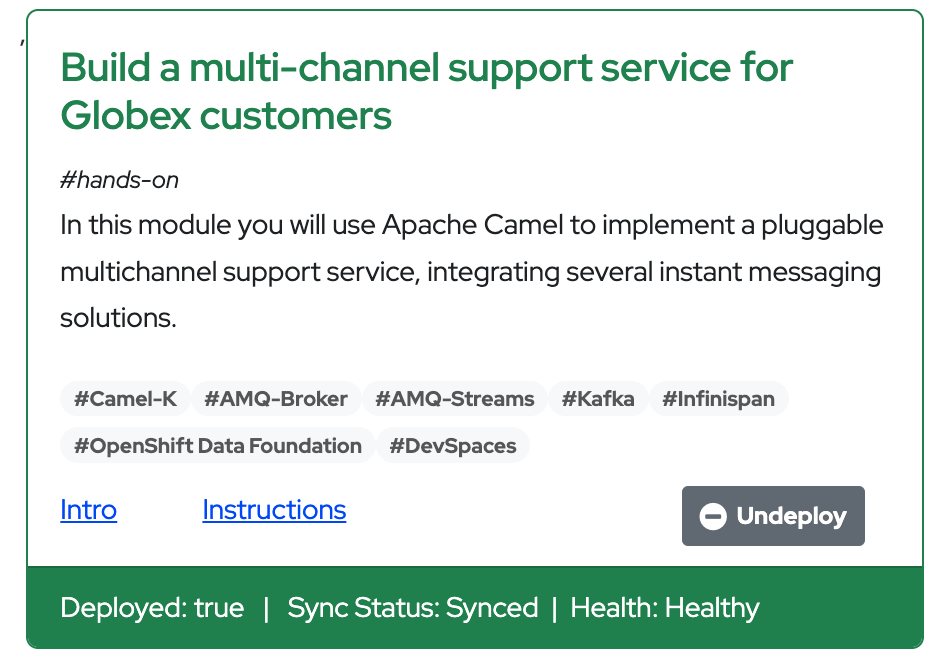 Build a multi-channel support service for
Globex customers
#hands-on
In this module you will use Apache Camel to implement a pluggable
multichannel support service, integrating several instant messaging
solutions.
#Camel-K #AMQ-Broker #AMQ-Streams #Kafka #Infinispan
#OpenShift Data Foundation #DevSpaces
Intro Instructions Undeploy
Deployed: true | Sync Status: Synced | Health: Healthy